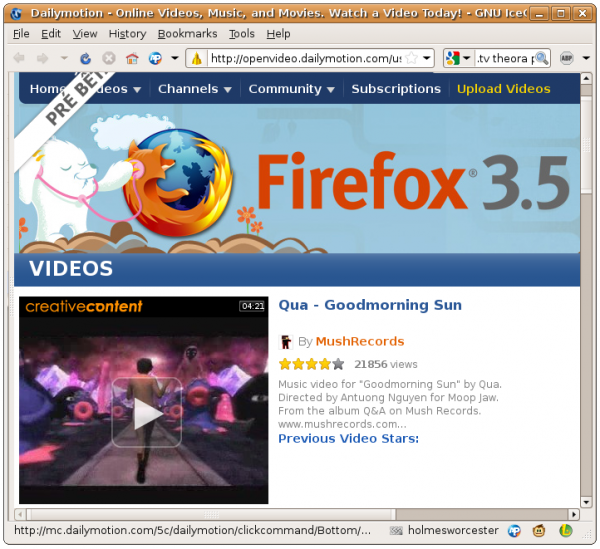 Dailymotion - Online Videos, Music, and Movies. Watch a Video Today! - GNU Ice
File Edit View History Bookmarks Tools Help
http://openvideo.dailymotion.com/us
.tv theora
ABP
PRÉ BÊT
Home Videos Channels Community Subscriptions Upload Videos
Firefox® 3.5
VIDEOS
creativecontent 04:21
Qua - Goodmorning Sun
By MushRecords
21856 views
Music video for "Goodmorning Sun" by Qua.
Directed by Antuong Nguyen for Moop Jaw.
From the album Q&A on Mush Records.
www.mushrecords.com...
Previous Video Stars:
http://mc.dailymotion.com/5c/dailymotion/clickcommand/Bottom/... holmesworcester